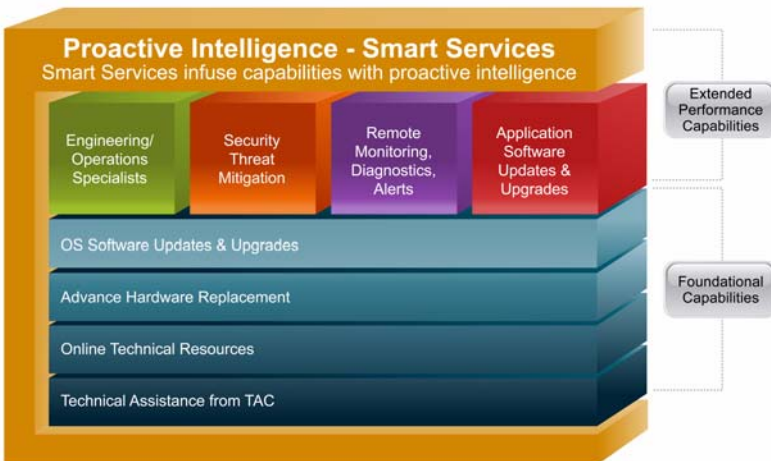 Proactive Intelligence - Smart Services
Smart Services infuse capabilities with proactive intelligence
Engineering/
Operations
Specialists
Security
Threat
Mitigation
Remote
Monitoring,
Diagnostics,
Alerts
Application
Software
Updates &
Upgrades
Extended
Performance
Capabilities
OS Software Updates & Upgrades
Advance Hardware Replacement
Online Technical Resources
Technical Assistance from TAC
Foundational
Capabilities